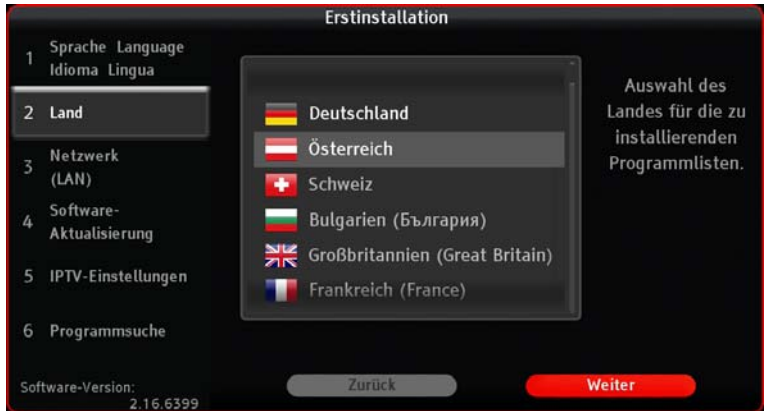 Erstinstallation
1 Sprache Language
Idioma Lingua
2 Land
3 Netzwerk
(LAN)
4 Software-
Aktualisierung
5 IPTV-Einstellungen
6 Programmsuche
Software-Version:
2.16.6399
Deutschland
Österreich
Schweiz
Bulgarien (България)
Großbritannien (Great Britain)
Frankreich (France)
Auswahl des
Landes für die zu
installierenden
Programmlisten.
Zurück
Weiter